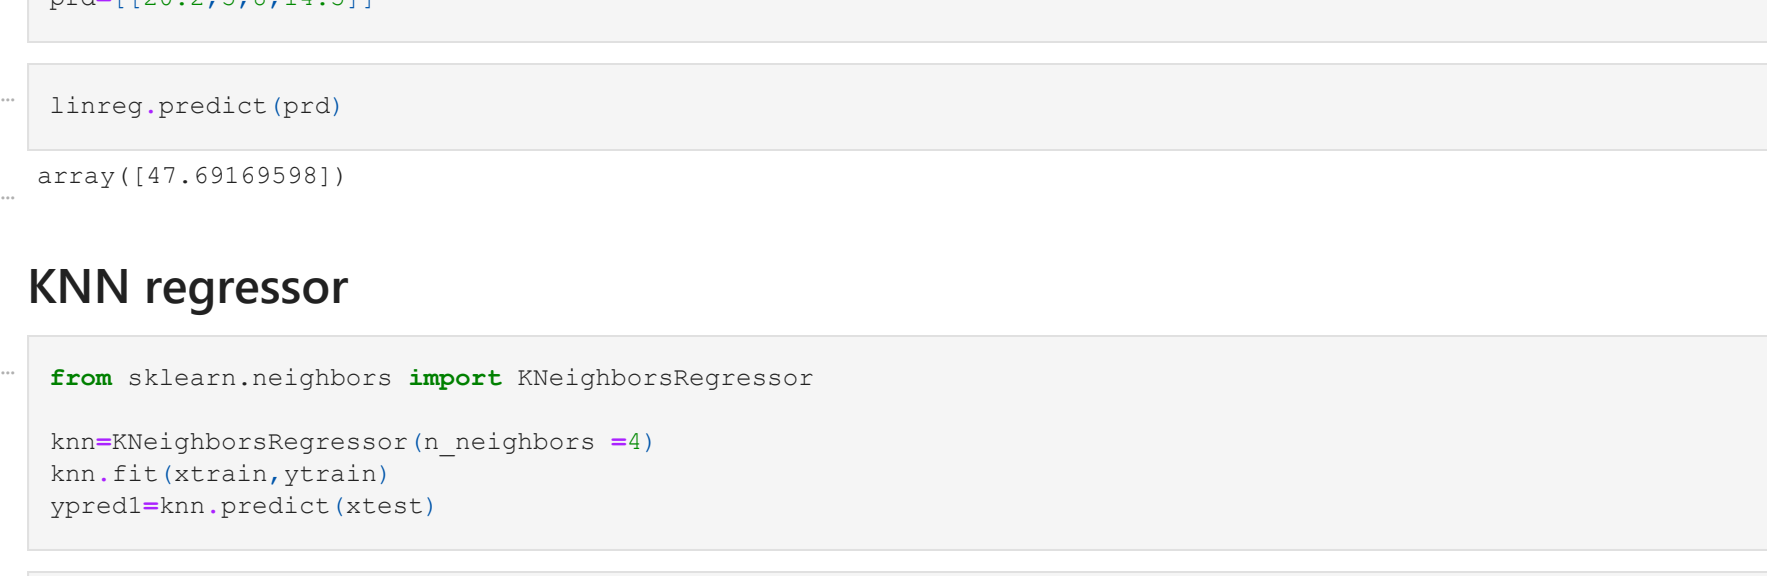 linreg.predict(prd)
array([47.69169598])
KNN regressor
from sklearn.neighbors import KNeighborsRegressor
knn=KNeighborsRegressor(n_neighbors =4)
knn.fit(xtrain,ytrain)
ypred1=knn.predict(xtest)